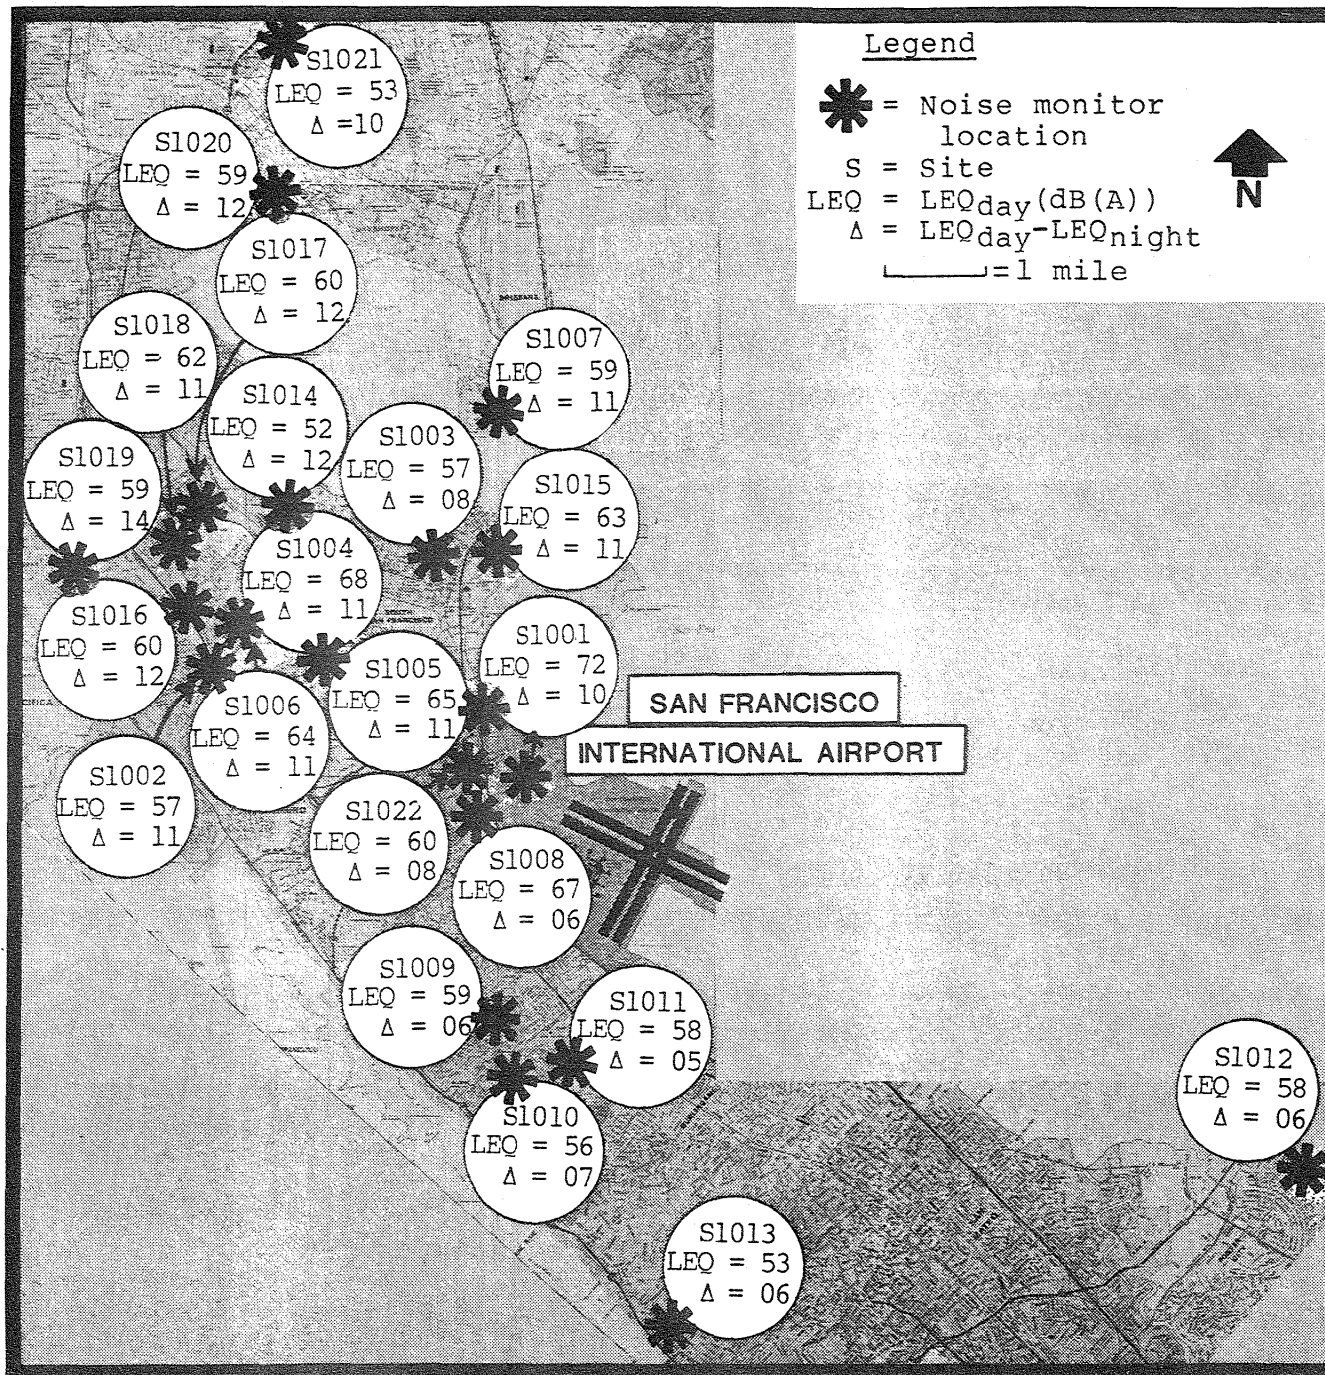 Legend
= Noise monitor
location
S = Site
LEQ = LEQday(dB(A))
Δ = LEQday-LEQnight
=1 mile
N
S1021
LEQ = 53
Δ =10
S1020
LEQ = 59
Δ = 12
S1017
LEQ = 60
Δ = 12
S1018
LEQ = 62
Δ = 11
S1007
LEQ = 59
Δ = 11
S1014
LEQ = 52
Δ = 12
S1003
LEQ = 57
Δ = 08
S1019
LEQ = 59
Δ = 14
S1015
LEQ = 63
Δ = 11
S1004
LEQ = 68
Δ = 11
S1016
LEQ = 60
Δ = 12
S1001
LEQ = 72
Δ = 10
S1005
LEQ = 65
Δ = 11
S1006
LEQ = 64
Δ = 11
SAN FRANCISCO
INTERNATIONAL AIRPORT
S1002
LEQ = 57
Δ = 11
S1022
LEQ = 60
Δ = 08
S1008
LEQ = 67
Δ = 06
S1009
LEQ = 59
Δ = 06
S1011
LEQ = 58
Δ = 05
S1012
LEQ = 58
Δ = 06
S1010
LEQ = 56
Δ = 07
S1013
LEQ = 53
Δ = 06
BRISBANE